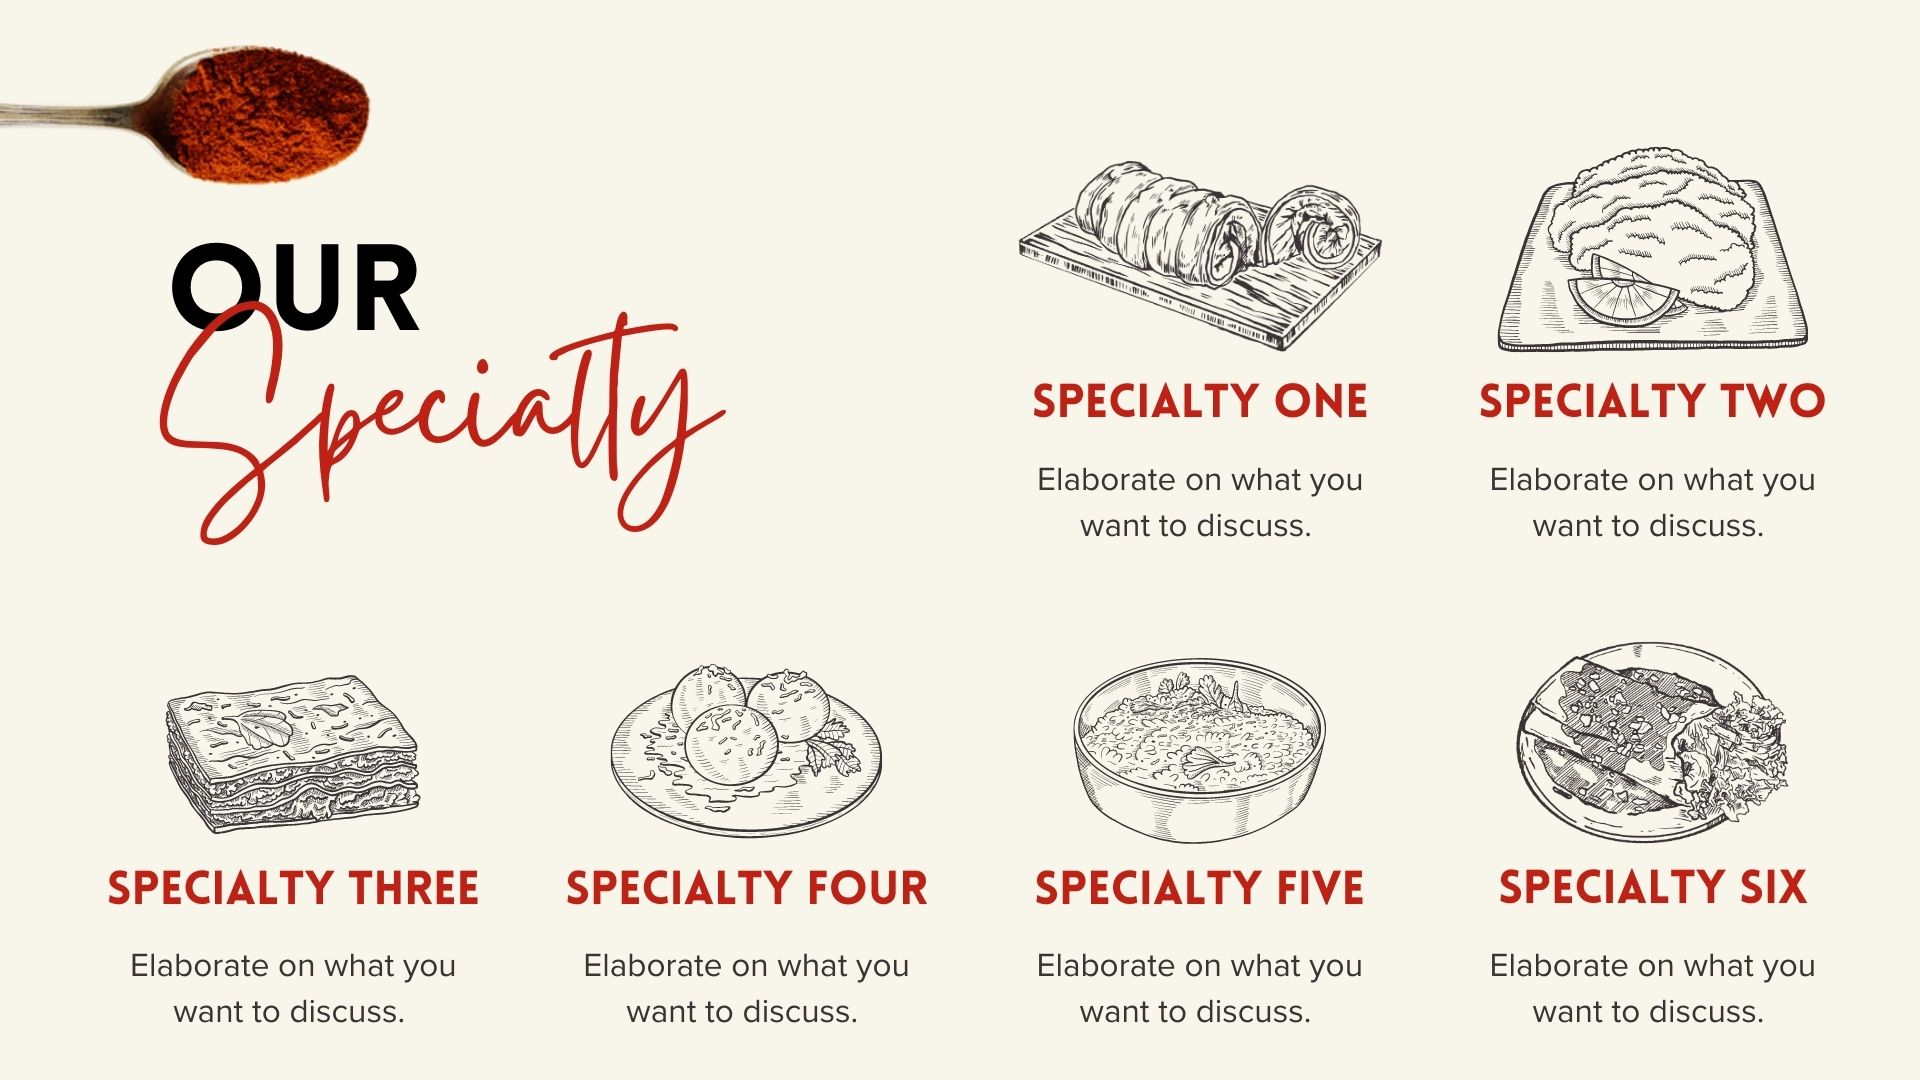 OUR
Specialty
SPECIALTY ONE
Elaborate on what you
want to discuss.
SPECIALTY TWO
Elaborate on what you
want to discuss.
SPECIALTY THREE
Elaborate on what you
want to discuss.
SPECIALTY FOUR
Elaborate on what you
want to discuss.
SPECIALTY FIVE
Elaborate on what you
want to discuss.
SPECIALTY SIX
Elaborate on what you
want to discuss.